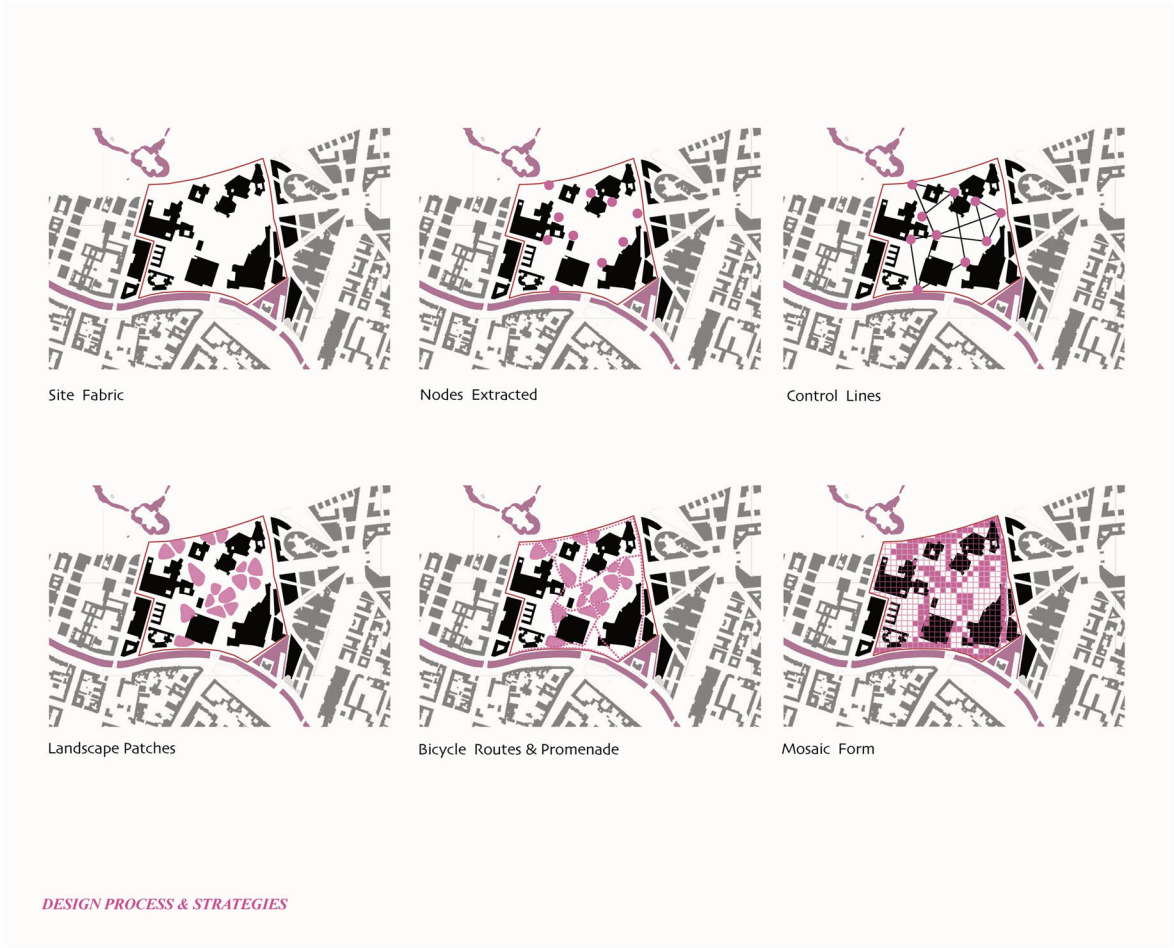 Site Fabric
Nodes Extracted
Control Lines
Landscape Patches
Bicycle Routes & Promenade
Mosaic Form
DESIGN PROCESS & STRATEGIES